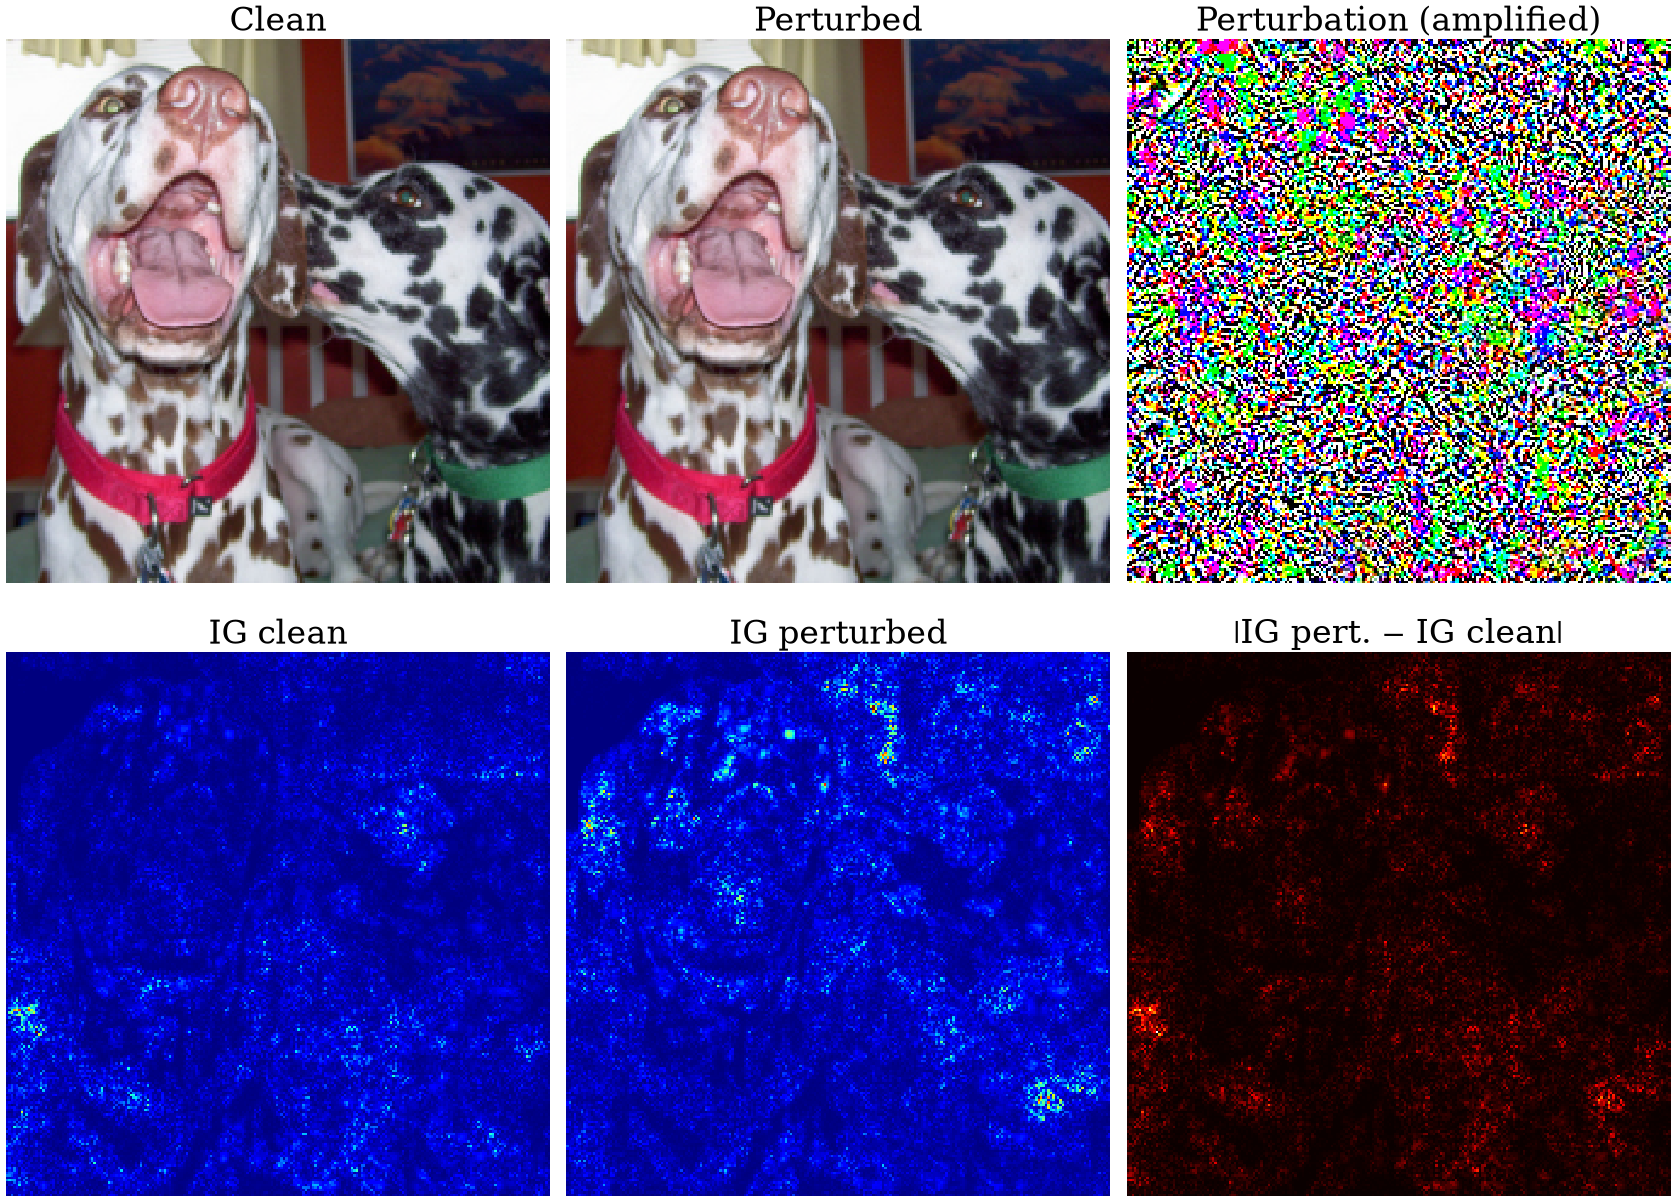 Clean
Perturbed
Perturbation (amplified)
IG clean
IG perturbed
|IG pert. − IG clean|